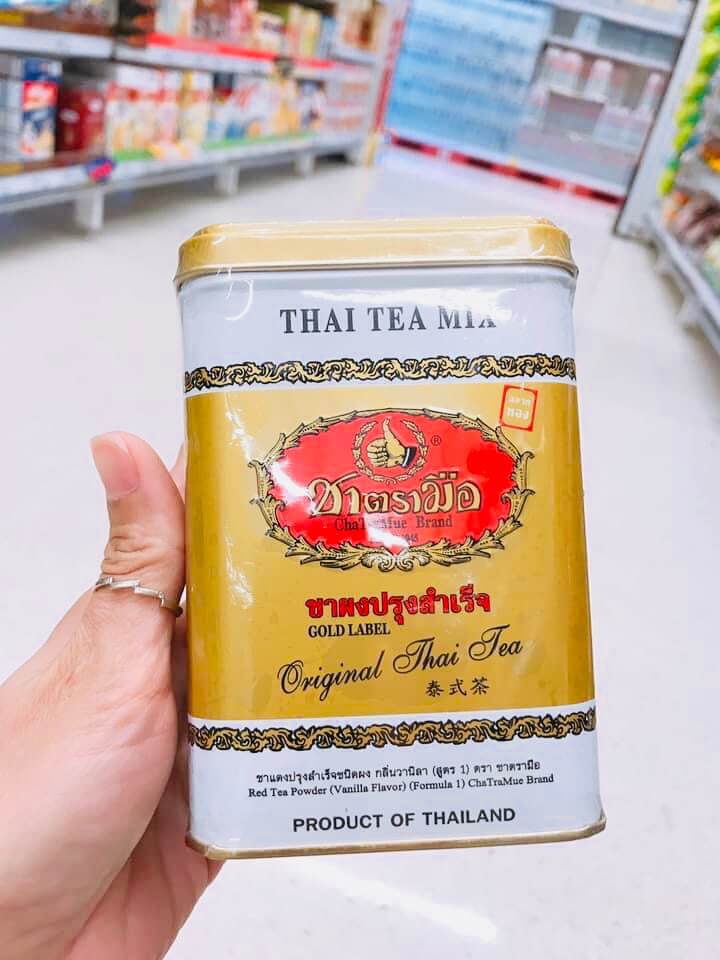 THAI TEA MIX
ฉลาก
ทอง
®
ชาตรามือ
ChaTraMue Brand
ชาผงปรุงสำเร็จ
GOLD LABEL
Original Thai Tea
泰式茶
ชาแดงปรุงสำเร็จชนิดผง กลิ่นวานิลา (สูตร 1) ตรา ชาตรามือ
Red Tea Powder (Vanilla Flavor) (Formula 1) ChaTraMue Brand
PRODUCT OF THAILAND